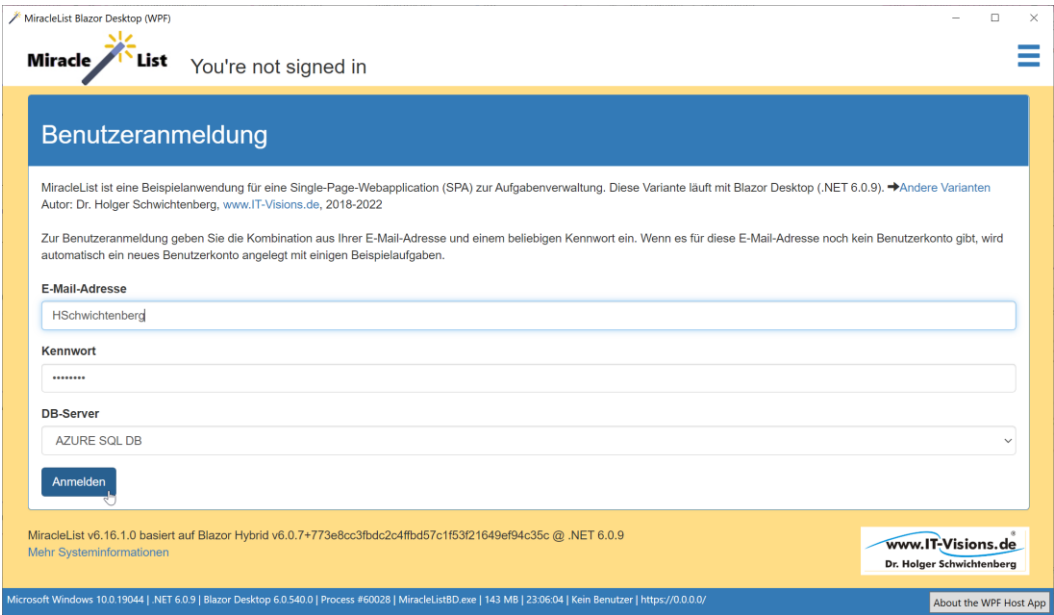 MiracleList Blazor Desktop (WPF)
Miracle List You're not signed in
Benutzeranmeldung
MiracleList ist eine Beispielanwendung für eine Single-Page-Webapplication (SPA) zur Aufgabenverwaltung. Diese Variante läuft mit Blazor Desktop (.NET 6.0.9). ➔Andere Varianten
Autor: Dr. Holger Schwichtenberg, www.IT-Visions.de, 2018-2022
Zur Benutzeranmeldung geben Sie die Kombination aus Ihrer E-Mail-Adresse und einem beliebigen Kennwort ein. Wenn es für diese E-Mail-Adresse noch kein Benutzerkonto gibt, wird
automatisch ein neues Benutzerkonto angelegt mit einigen Beispielaufgaben.
E-Mail-Adresse
HSchwichtenberg
Kennwort
••••••••
DB-Server
AZURE SQL DB
Anmelden
MiracleList v6.16.1.0 basiert auf Blazor Hybrid v6.0.7+773e8cc3fbdc2c4ffbd57c1f53f21649ef94c35c @ .NET 6.0.9
Mehr Systeminformationen
www.IT-Visions.de
Dr. Holger Schwichtenberg
Microsoft Windows 10.0.19044 | .NET 6.0.9 | Blazor Desktop 6.0.540.0 | Process #60028 | MiracleListBD.exe | 143 MB | 23:06:04 | Kein Benutzer | https://0.0.0.0/
About the WPF Host App